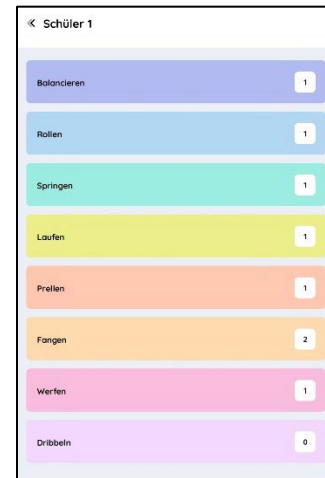 « Schüler 1
Balancieren 1
Rollen 1
Springen 1
Laufen 1
Prellen 1
Fangen 2
Werfen 1
Dribbeln 0